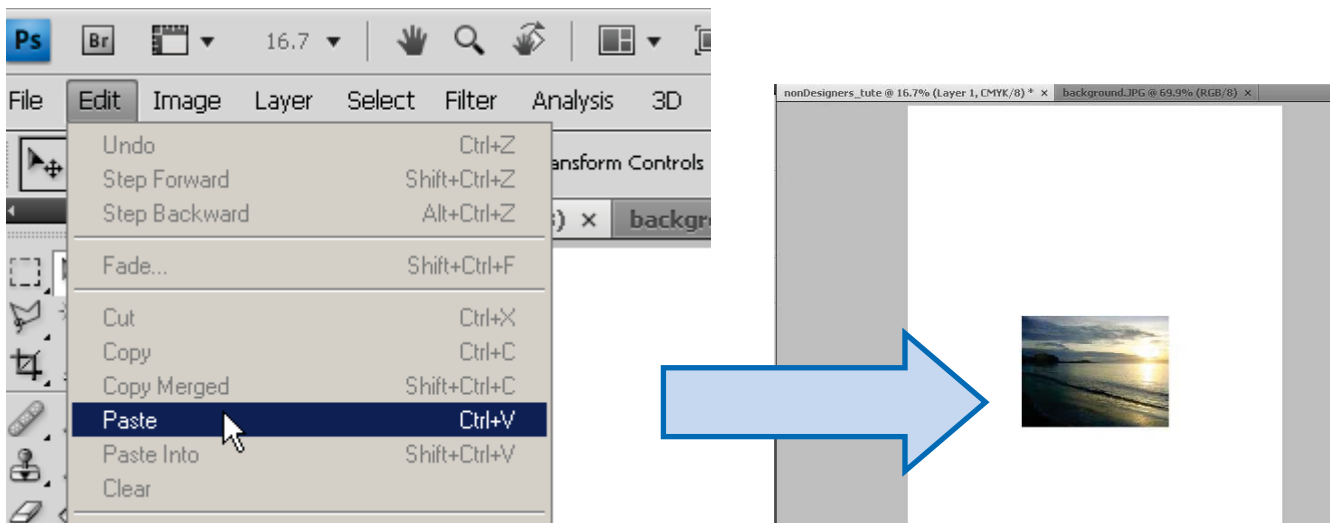 Ps Br 16.7
File Edit Image Layer Select Filter Analysis 3D
Undo Ctrl+Z
Step Forward Shift+Ctrl+Z
Step Backward Alt+Ctrl+Z
Fade... Shift+Ctrl+F
Cut Ctrl+X
Copy Ctrl+C
Copy Merged Shift+Ctrl+C
Paste Ctrl+V
Paste Into Shift+Ctrl+V
Clear
ansform Controls
) × backgr
nonDesigners_tute @ 16.7% (Layer 1, CMYK/8) * × background.JPG @ 69.9% (RGB/8) ×